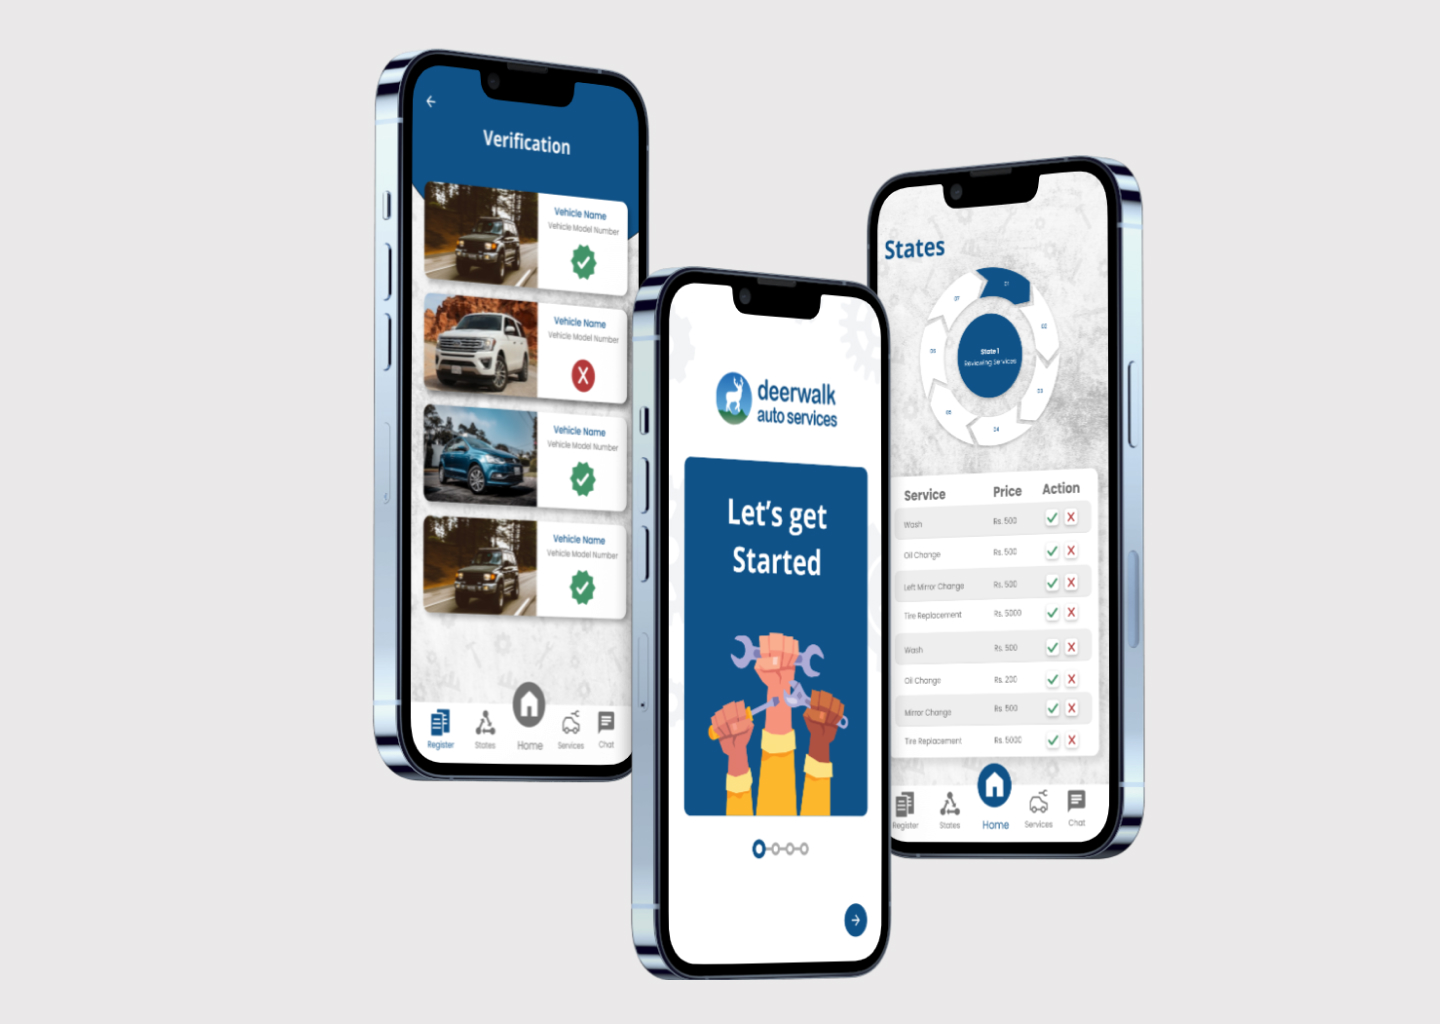 Verification
Vehicle Name
Vehicle Model Number
Vehicle Name
Vehicle Model Number
X
Vehicle Name
Vehicle Model Number
Vehicle Name
Vehicle Model Number
Register
States
Home
Services
Chat
deerwalk
auto services
Let's get
Started
States
01
02
03
04
05
06
07
State 1
Reviewing Services
Service Price Action
Wash Rs. 500
Oil Change Rs. 500
Left Mirror Change Rs. 500
Tire Replacement Rs. 5000
Wash Rs. 500
Oil Change Rs. 200
Mirror Change Rs. 500
Tire Replacement Rs. 5000
Register
States
Home
Services
Chat